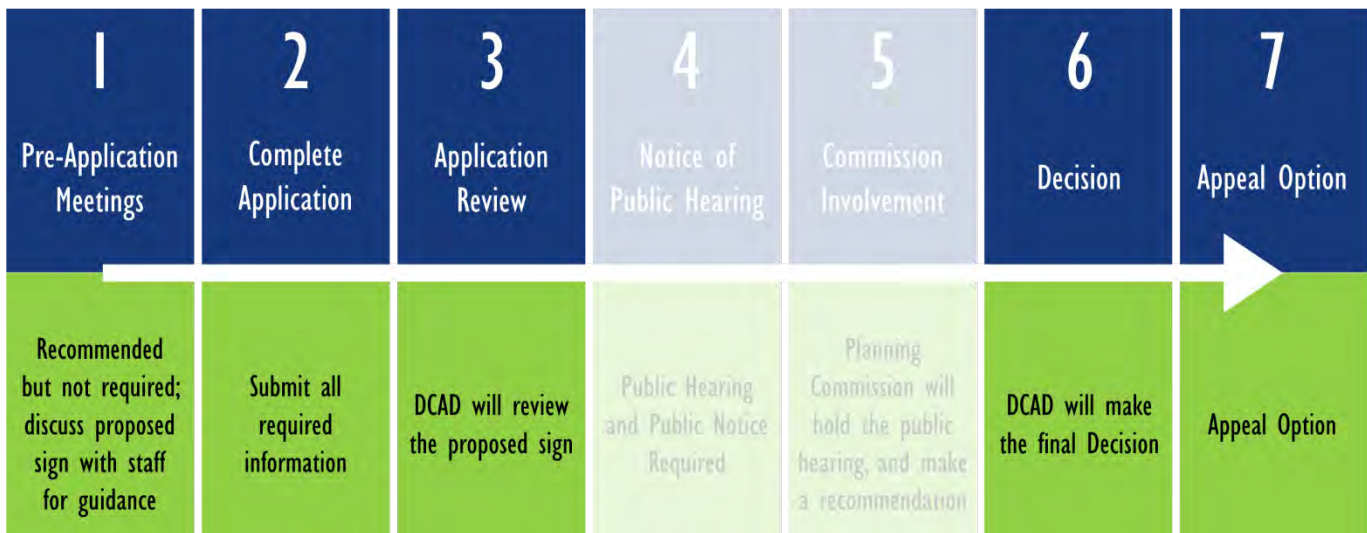 1
Pre-Application
Meetings
2
Complete
Application
3
Application
Review
4
Notice of
Public Hearing
5
Commission
Involvement
6
Decision
7
Appeal Option
Recommended
but not required;
discuss proposed
sign with staff
for guidance
Submit all
required
information
DCAD will review
the proposed sign
Public Hearing
and Public Notice
Required
Planning
Commission will
hold the public
hearing, and make
a recommendation
DCAD will make
the final Decision
Appeal Option